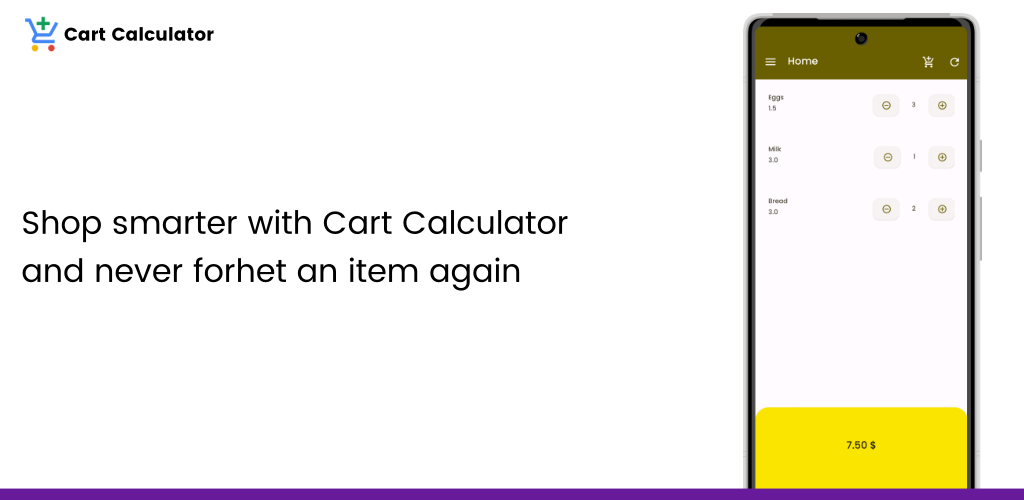 Cart Calculator
Shop smarter with Cart Calculator
and never forhet an item again
Home
Eggs
1.5
3
Milk
3.0
1
Bread
3.0
2
7.50 $